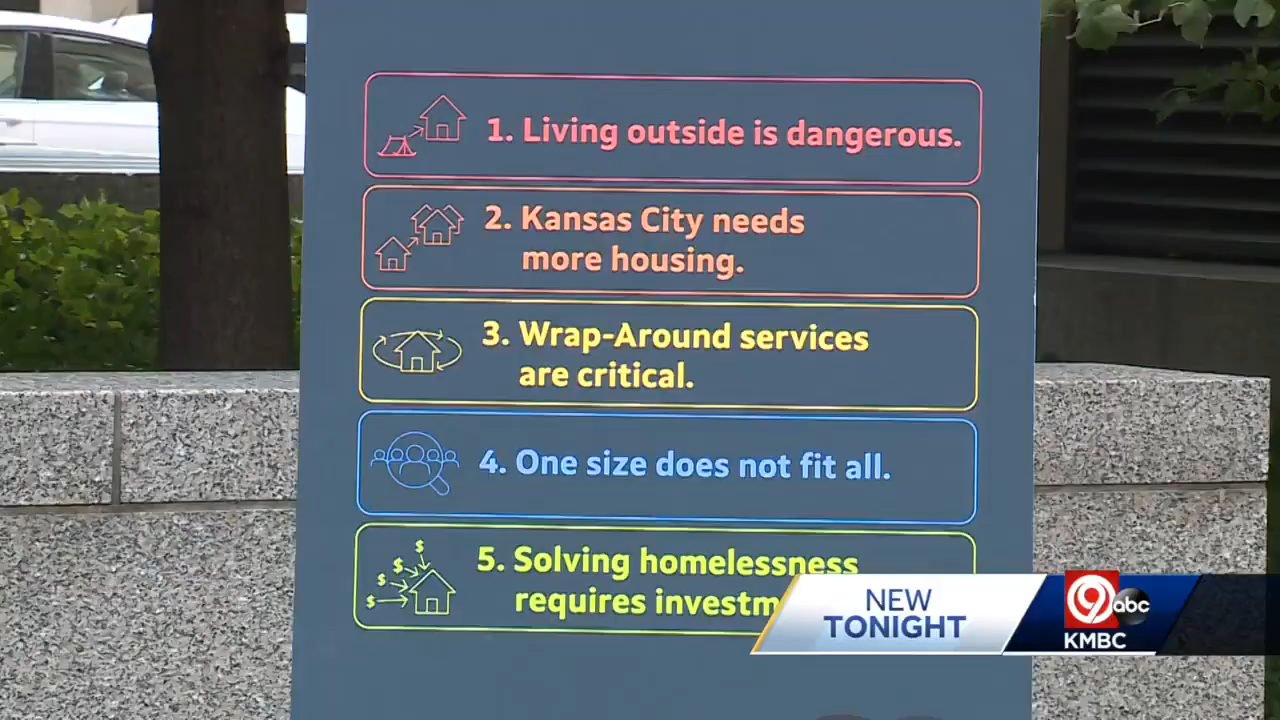 1. Living outside is dangerous.
2. Kansas City needs
more housing.
3. Wrap-Around services
are critical.
4. One size does not fit all.
$
$
$
$
5. Solving homelessness
requires
NEW
TONIGHT
9 abc
KMBC